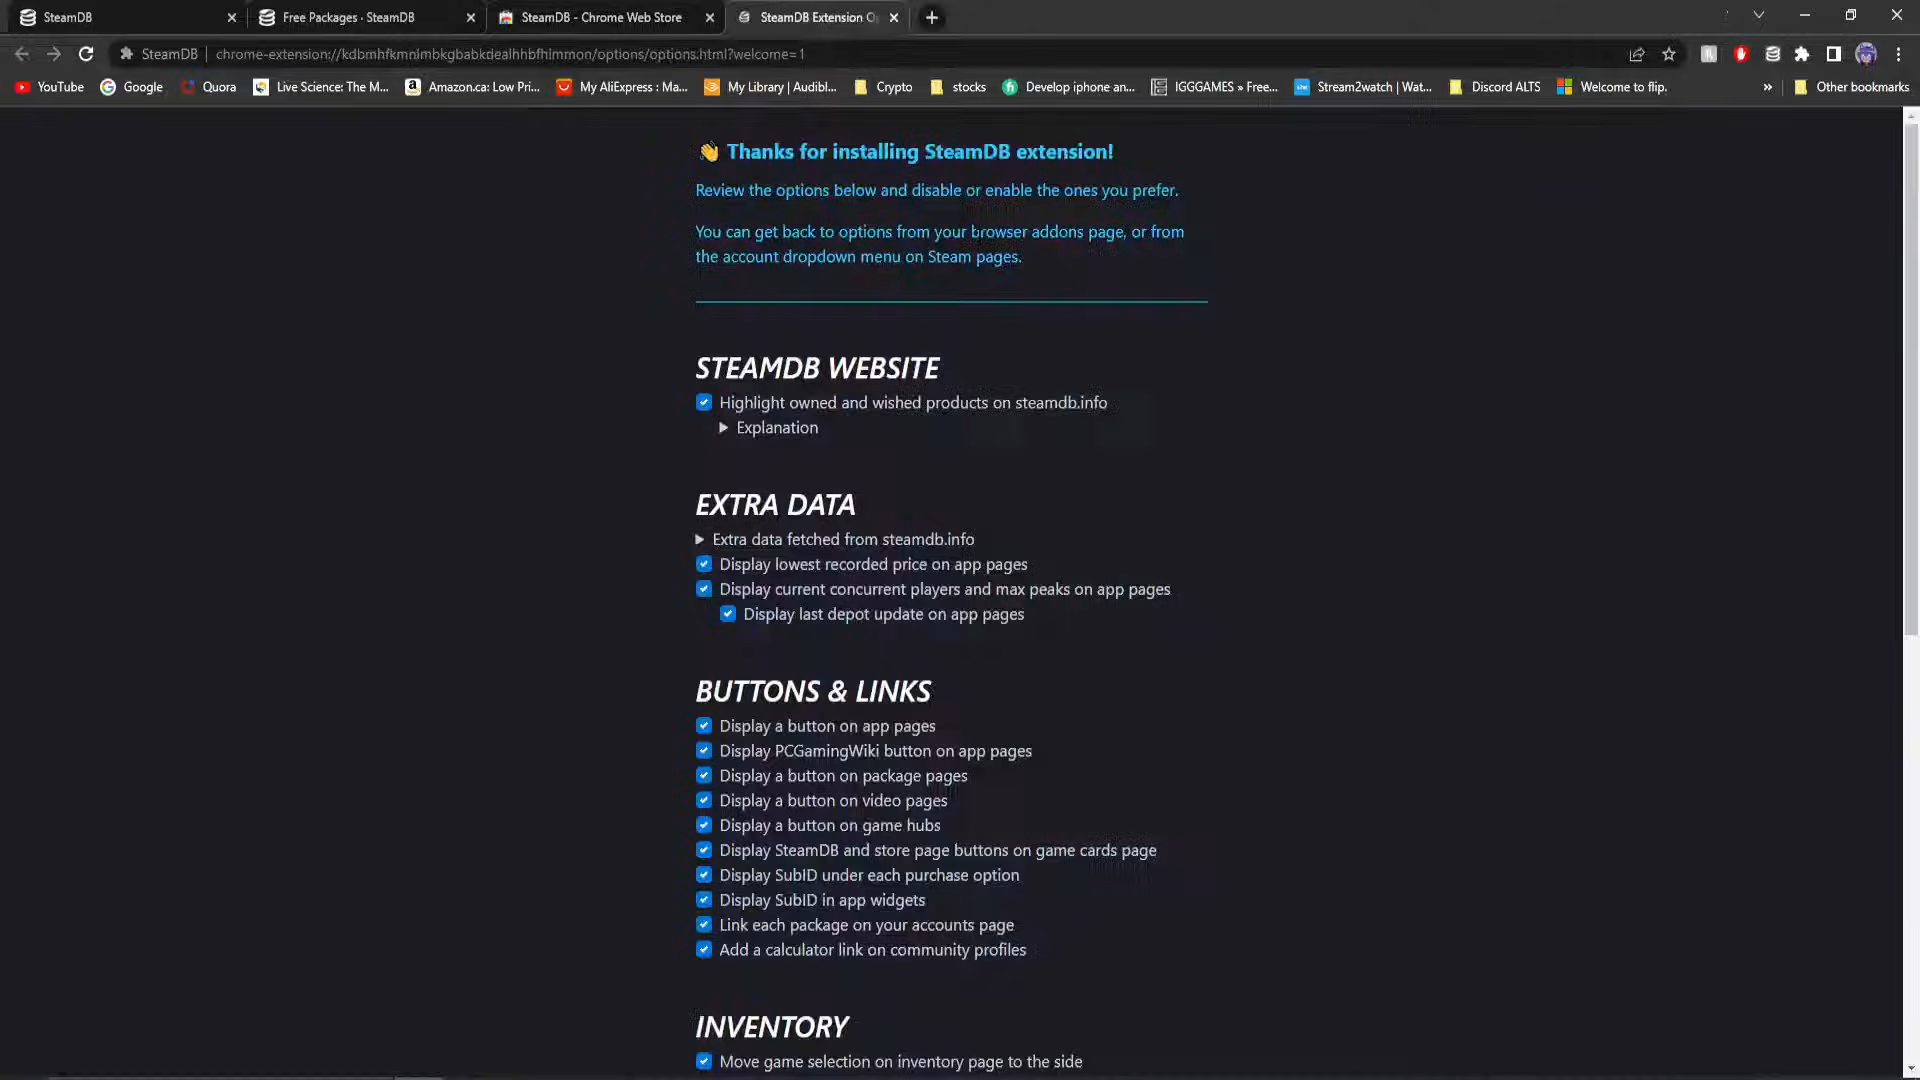 SteamDB
Free Packages · SteamDB
SteamDB - Chrome Web Store
SteamDB Extension O
SteamDB
chrome-extension://kdbmhfkmnlmbkgbabkdealhhbfhlmmon/options/options.html?welcome=1
YouTube
Google
Quora
Live Science: The M...
Amazon.ca: Low Pri...
My AliExpress : Ma...
My Library | Audibl...
Crypto
stocks
Develop iphone an...
IGGGAMES » Free...
Stream2watch | Wat...
Discord ALTS
Welcome to flip.
»
Other bookmarks
👋 Thanks for installing SteamDB extension!
Review the options below and disable or enable the ones you prefer.
You can get back to options from your browser addons page, or from
the account dropdown menu on Steam pages.
STEAMDB WEBSITE
Highlight owned and wished products on steamdb.info
Explanation
EXTRA DATA
Extra data fetched from steamdb.info
Display lowest recorded price on app pages
Display current concurrent players and max peaks on app pages
Display last depot update on app pages
BUTTONS & LINKS
Display a button on app pages
Display PCGamingWiki button on app pages
Display a button on package pages
Display a button on video pages
Display a button on game hubs
Display SteamDB and store page buttons on game cards page
Display SubID under each purchase option
Display SubID in app widgets
Link each package on your accounts page
Add a calculator link on community profiles
INVENTORY
Move game selection on inventory page to the side